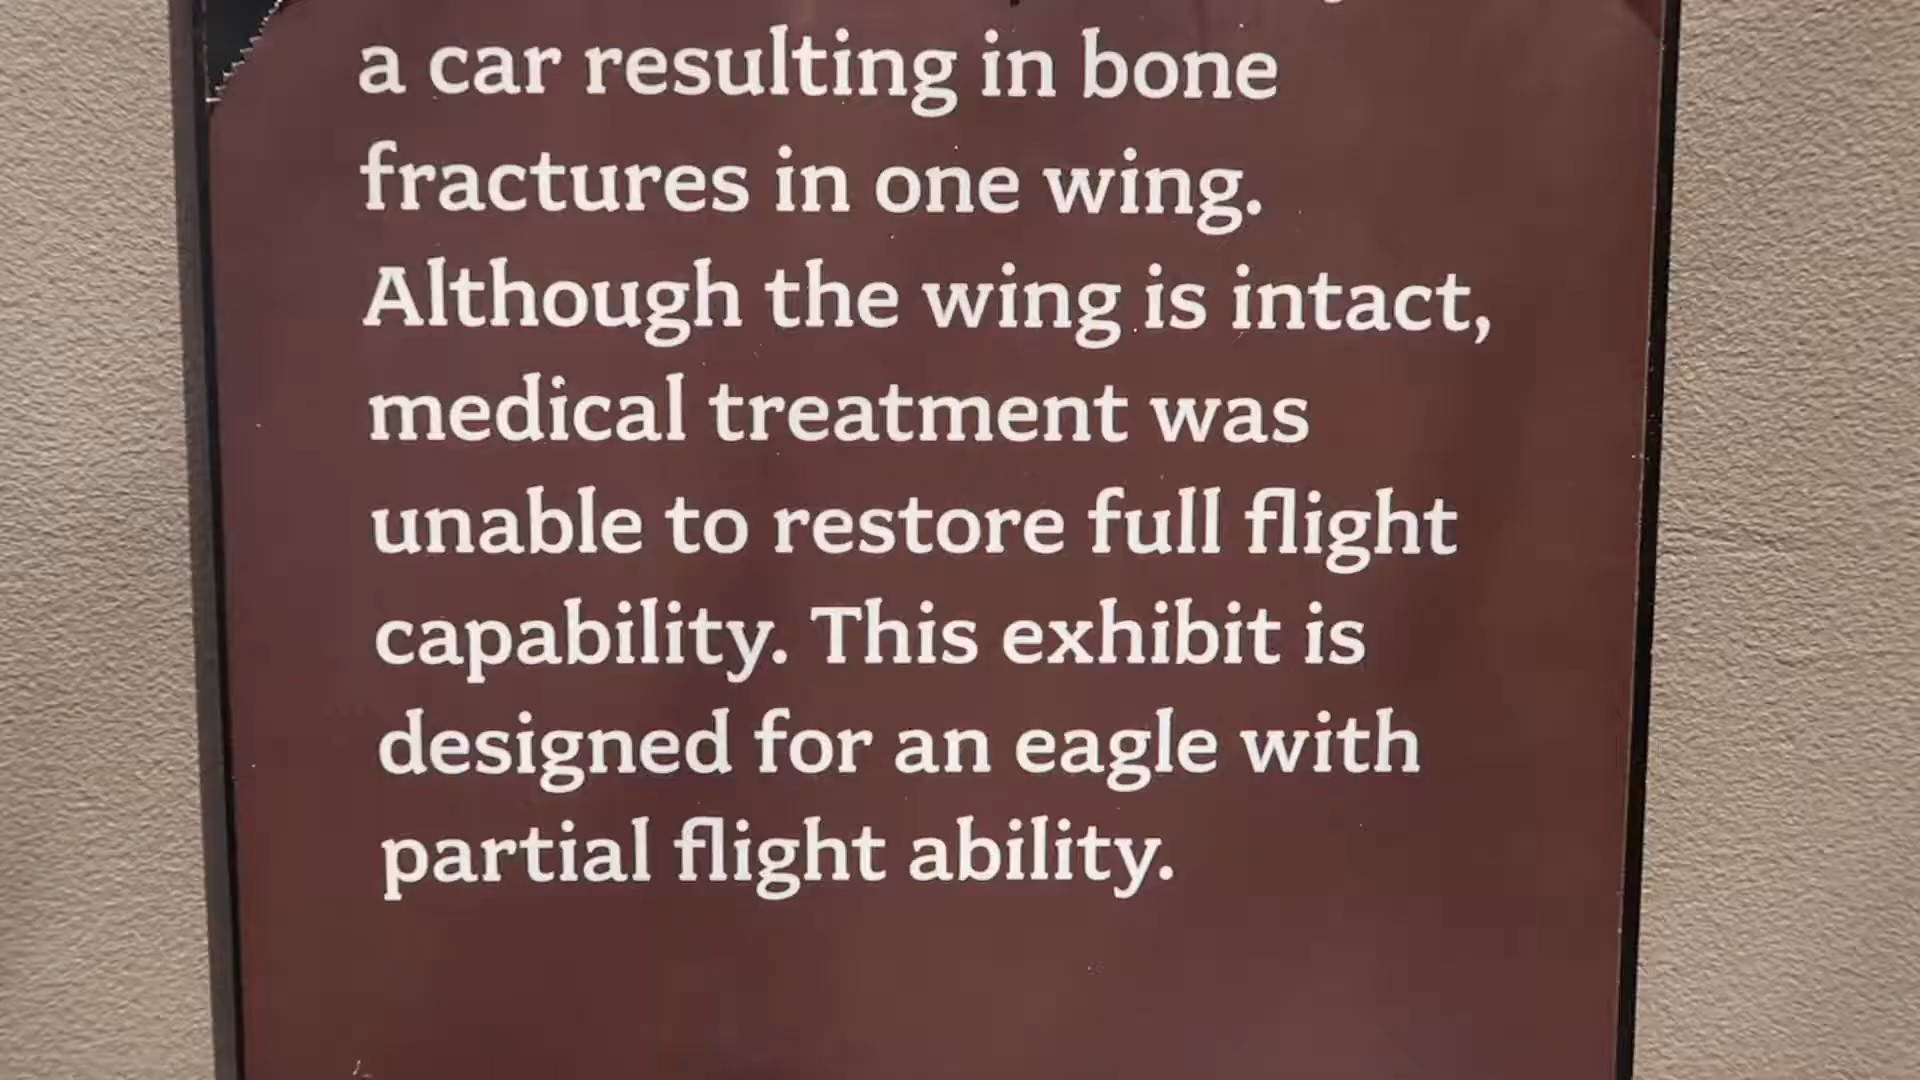 a car resulting in bone
fractures in one wing.
Although the wing is intact,
medical treatment was
unable to restore full flight
capability. This exhibit is
designed for an eagle with
partial flight ability.